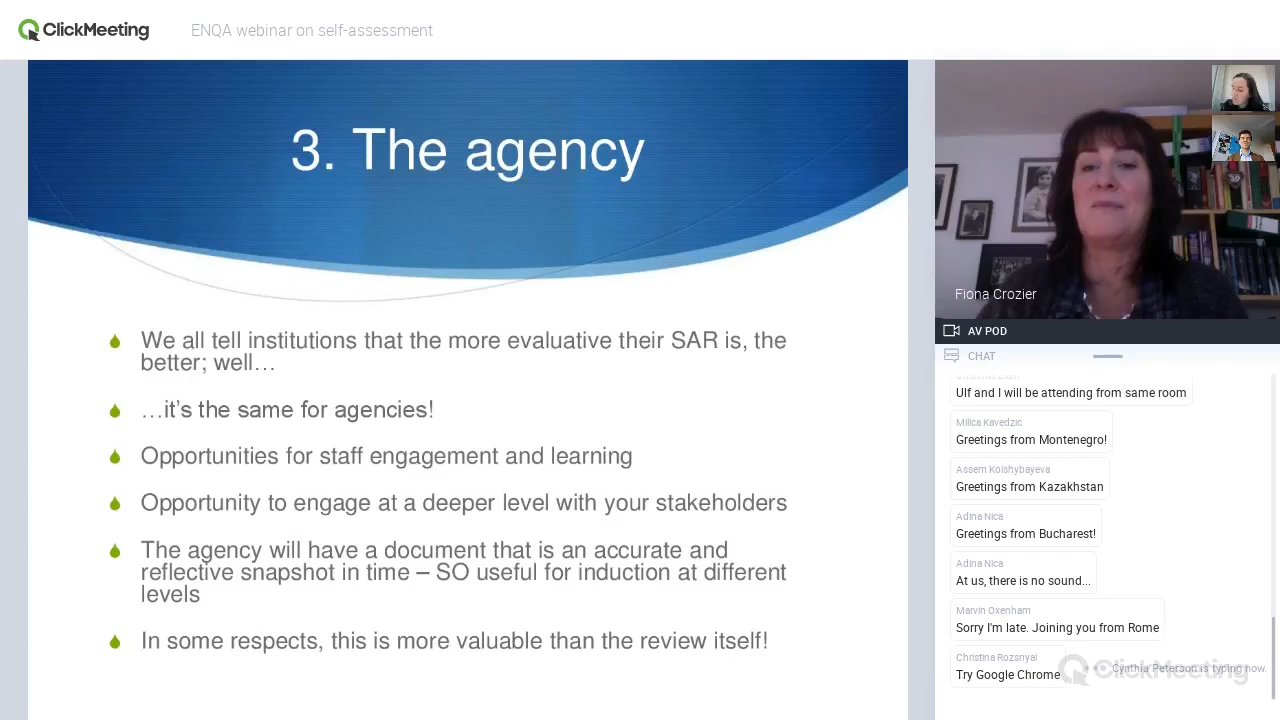 ClickMeeting
ENQA webinar on self-assessment
3. The agency
We all tell institutions that the more evaluative their SAR is, the
better; well…
…it's the same for agencies!
Opportunities for staff engagement and learning
Opportunity to engage at a deeper level with your stakeholders
The agency will have a document that is an accurate and
reflective snapshot in time – SO useful for induction at different
levels
In some respects, this is more valuable than the review itself!
Fiona Crozier
AV POD
CHAT
Ulf and I will be attending from same room
Milica Kavedzic
Greetings from Montenegro!
Assem Koishybayeva
Greetings from Kazakhstan
Adina Nica
Greetings from Bucharest!
Adina Nica
At us, there is no sound...
Marvin Oxenham
Sorry I'm late. Joining you from Rome
Christina Rozsnyai
Try Google Chrome
Cynthia Peterson is typing now.
ClickMeeting